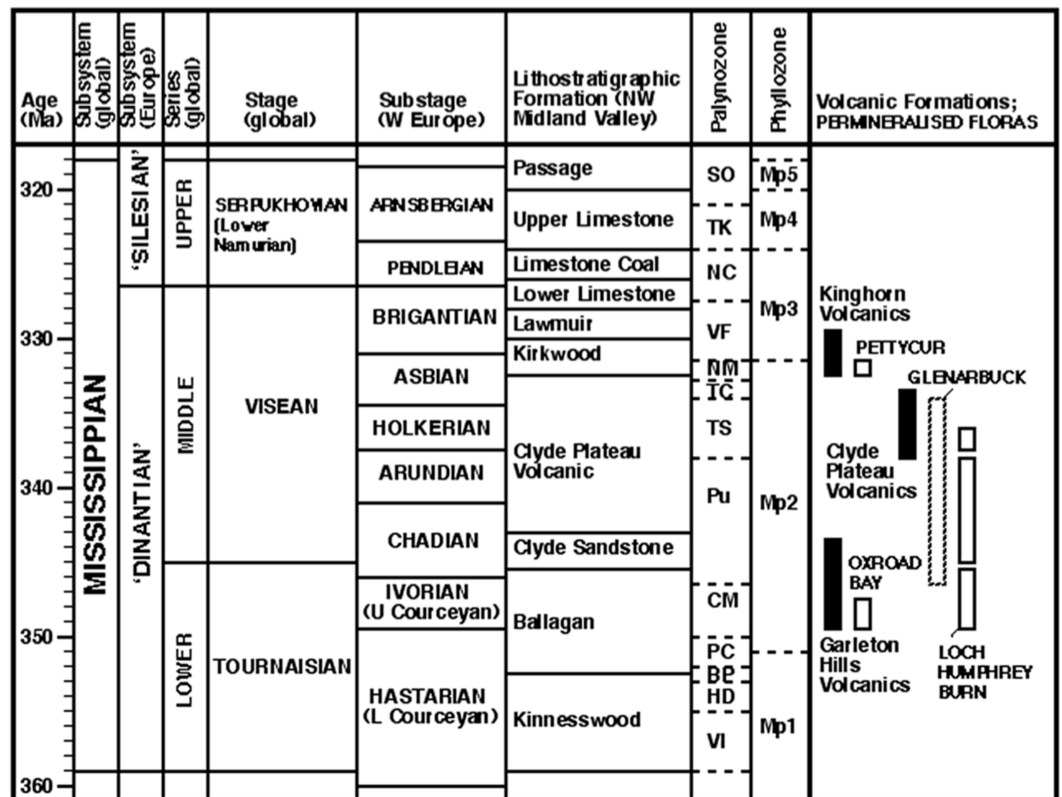 Age
(Ma)
Subsystem
(global)
Subsystem
(Europe)
Series
(global)
Stage
(global)
Substage
(W Europe)
Lithostratigraphic
Formation (NW
Midland Valley)
Palynozone
Phyllozone
Volcanic Formations;
PERMINERALISED FLORAS
320
330
340
350
360
MISSISSIPPIAN
'SILESIAN'
'DINANTIAN'
UPPER
MIDDLE
LOWER
SERPUKHOVIAN
(Lower
Namurian)
VISEAN
TOURNAISIAN
ARNSBERGIAN
PENDLEIAN
BRIGANTIAN
ASBIAN
HOLKERIAN
ARUNDIAN
CHADIAN
IVORIAN
(U Courceyan)
HASTARIAN
(L Courceyan)
Passage
Upper Limestone
Limestone Coal
Lower Limestone
Lawmuir
Kirkwood
Clyde Plateau
Volcanic
Clyde Sandstone
Ballagan
Kinnesswood
SO
TK
NC
VF
NM
TC
TS
Pu
CM
PC
BP
HD
VI
Mp5
Mp4
Mp3
Mp2
Mp1
Kinghorn
Volcanics
PETTYCUR
GLENARBUCK
Clyde
Plateau
Volcanics
OXROAD
BAY
Garleton
Hills
Volcanics
LOCH
HUMPHREY
BURN